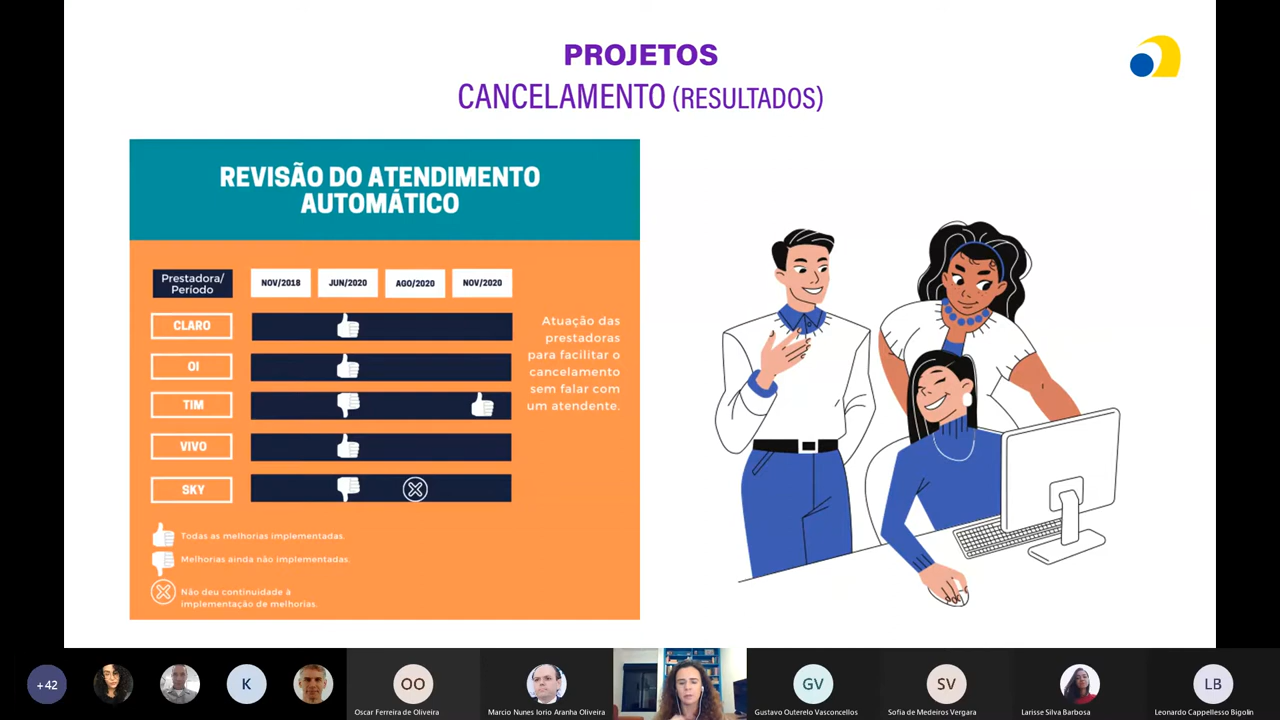 PROJETOS
CANCELAMENTO (RESULTADOS)
REVISÃO DO ATENDIMENTO
AUTOMÁTICO
Prestadora/
Período
NOV/2018
JUN/2020
AGO/2020
NOV/2020
CLARO
OI
TIM
VIVO
SKY
Atuação das
prestadoras
para facilitar o
cancelamento
sem falar com
um atendente.
Todas as melhorias implementadas.
Melhorias ainda não implementadas.
Não deu continuidade à
implementação de melhorias.
+42
K
OO
Oscar Ferreira de Oliveira
Marcio Nunes Iorio Aranha Oliveira
GV
Gustavo Outerelo Vasconcellos
SV
Sofia de Medeiros Vergara
Larisse Silva Barbosa
LB
Leonardo Cappellesso Bigolin